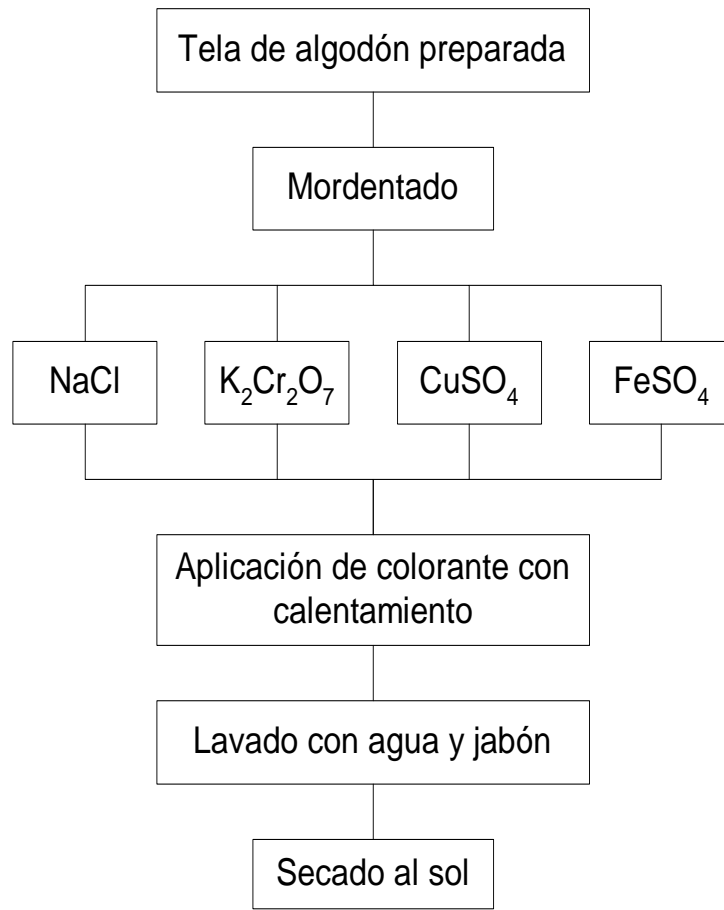 Tela de algodón preparada
Mordentado
NaCl
K₂Cr₂O₇
CuSO₄
FeSO₄
Aplicación de colorante con
calentamiento
Lavado con agua y jabón
Secado al sol